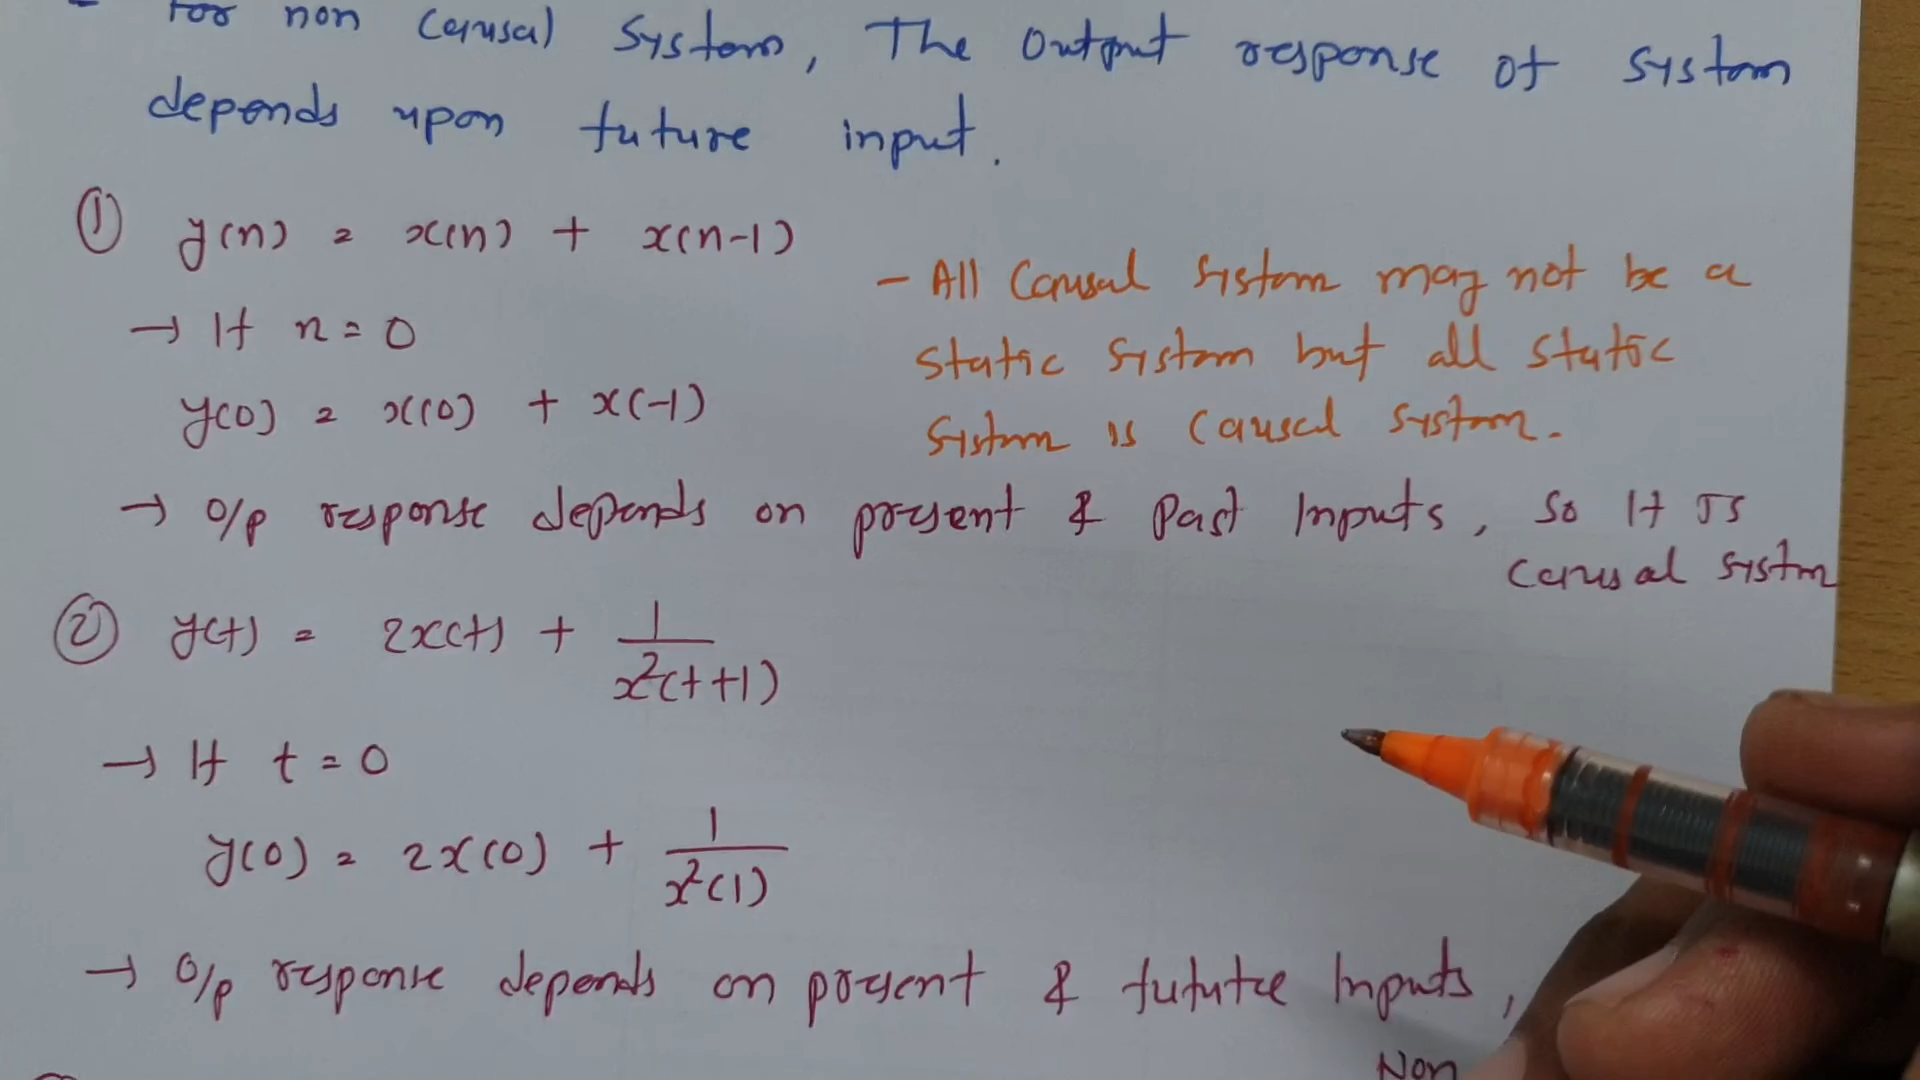 For non Causal System, The Output response of System
depends upon future input.
① y(n) = x(n) + x(n-1)
→ If n = 0
y(0) = x(0) + x(-1)
- All Causal System may not be a
Static System but all Static
System is Causal System.
→ O/p response depends on present & Past Inputs, So It Is
Causal System
② y(t) = 2x(t) + 1/x²(t+1)
→ If t = 0
y(0) = 2x(0) + 1/x²(1)
→ O/p response depends on present & future Inputs,
Non